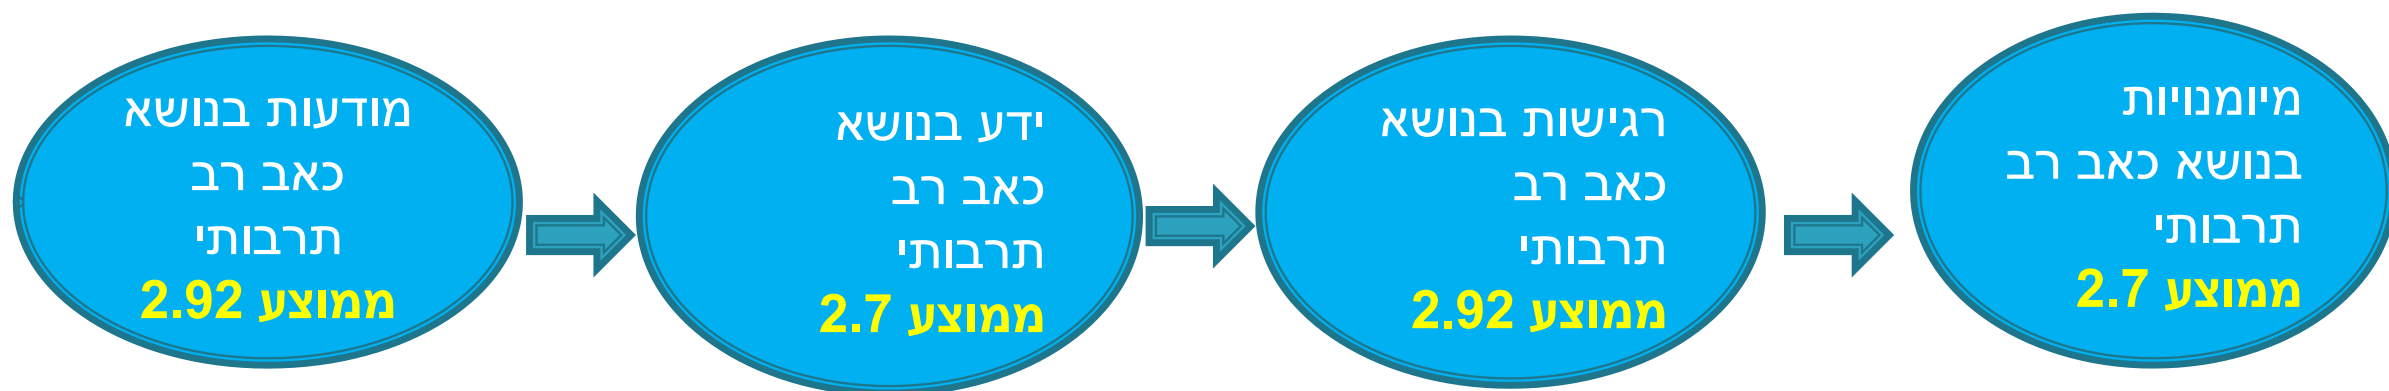 מודעות בנושא
כאב רב
תרבותי
ממוצע 2.92
ידע בנושא
כאב רב
תרבותי
ממוצע 2.7
רגישות בנושא
כאב רב
תרבותי
ממוצע 2.92
מיומנויות
בנושא כאב רב
תרבותי
ממוצע 2.7